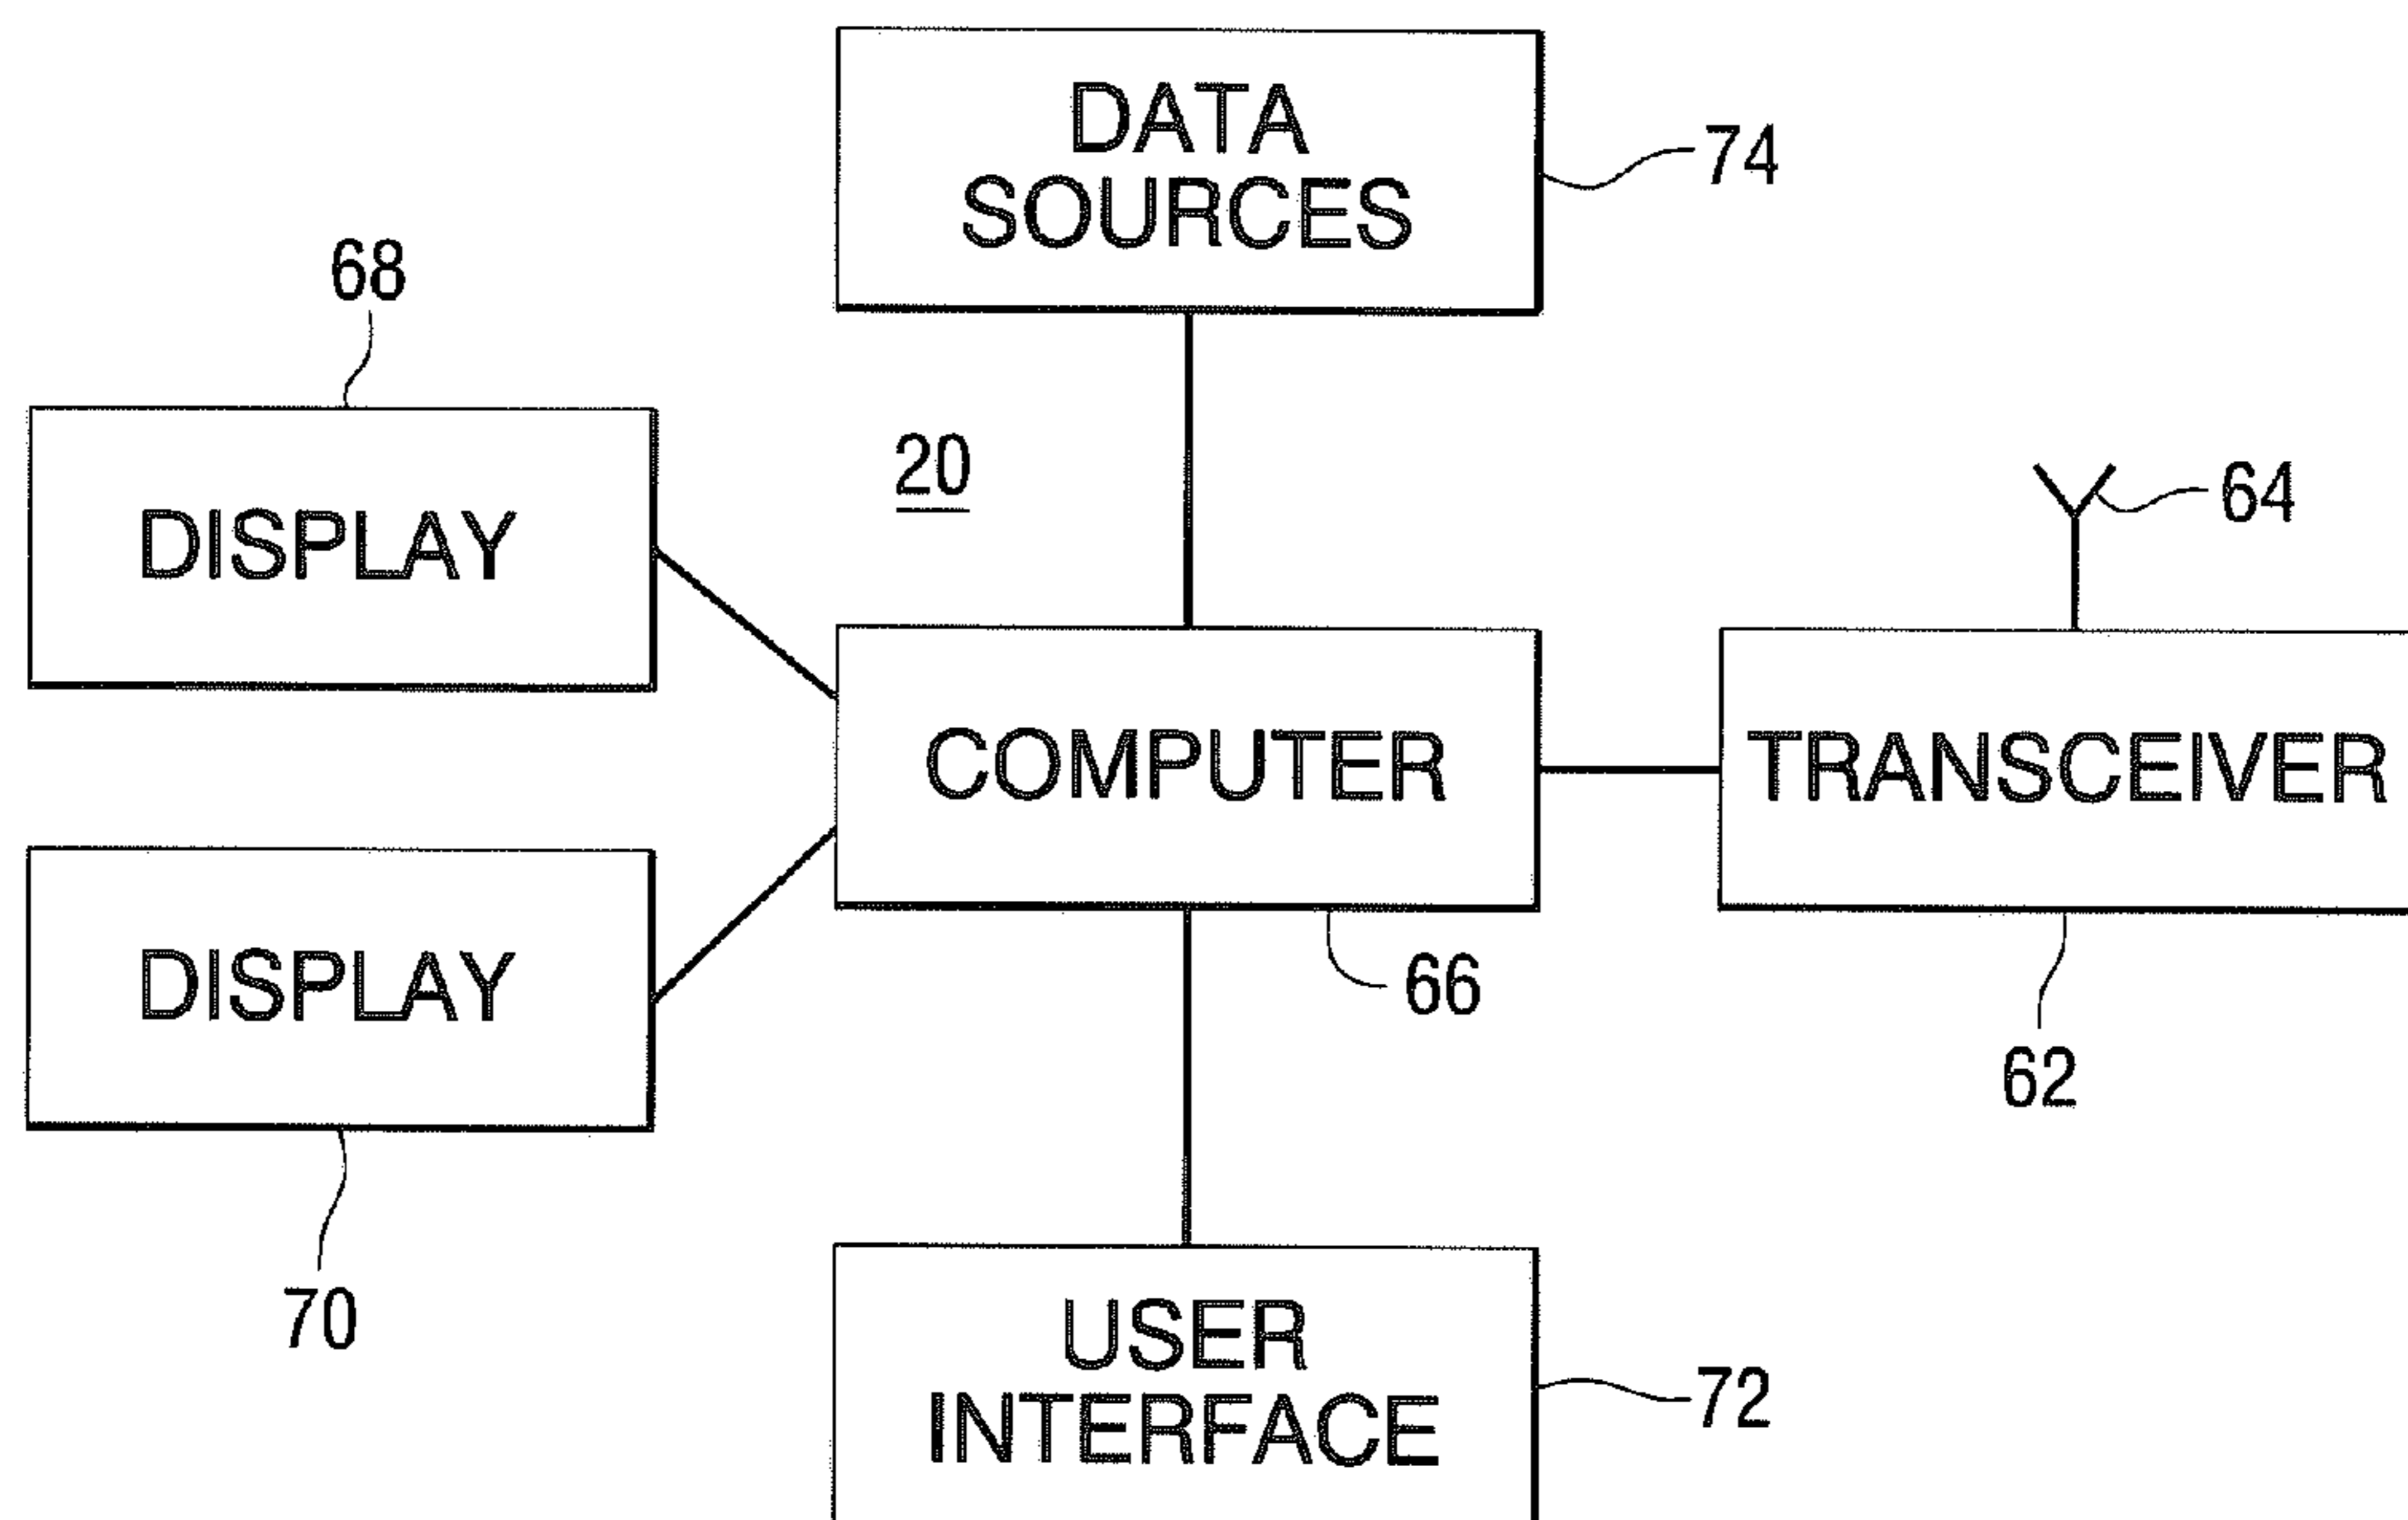 DATA
SOURCES
74
68
20
64
DISPLAY
COMPUTER
TRANSCEIVER
DISPLAY
66
62
70
USER
INTERFACE
72